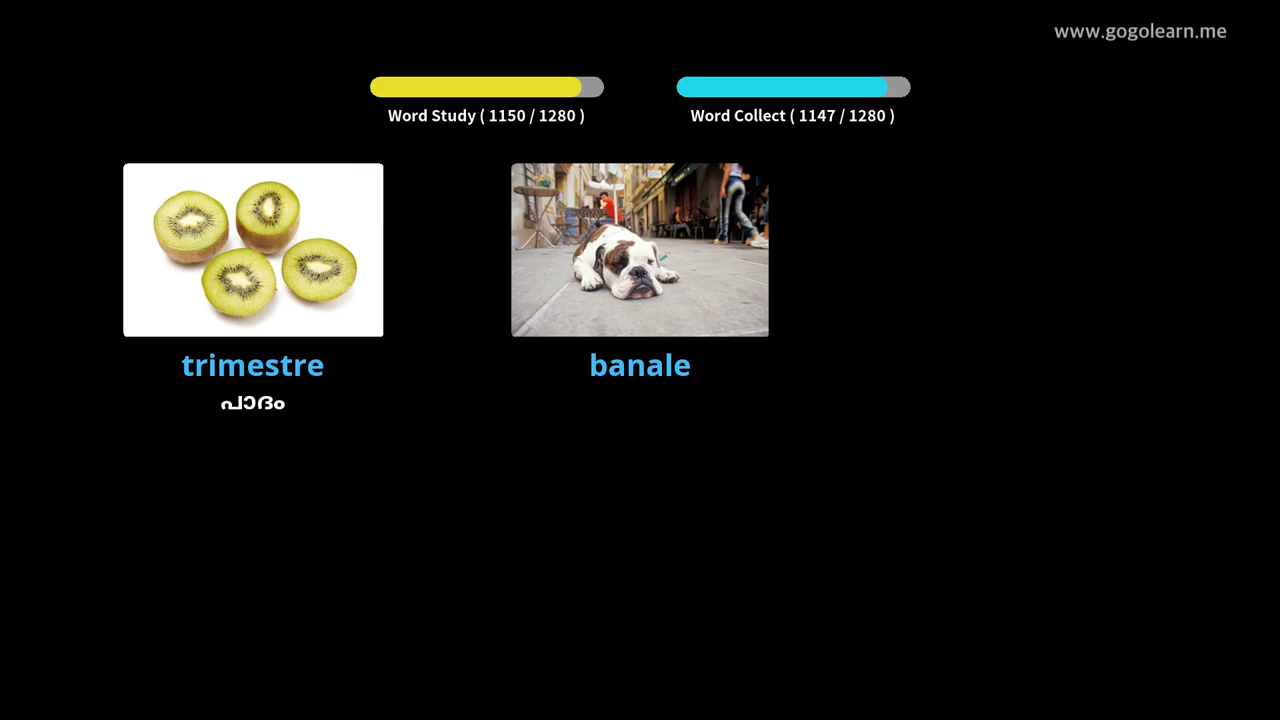 www.gogolearn.me
Word Study ( 1150 / 1280 )
Word Collect ( 1147 / 1280 )
trimestre
banale
പാദം